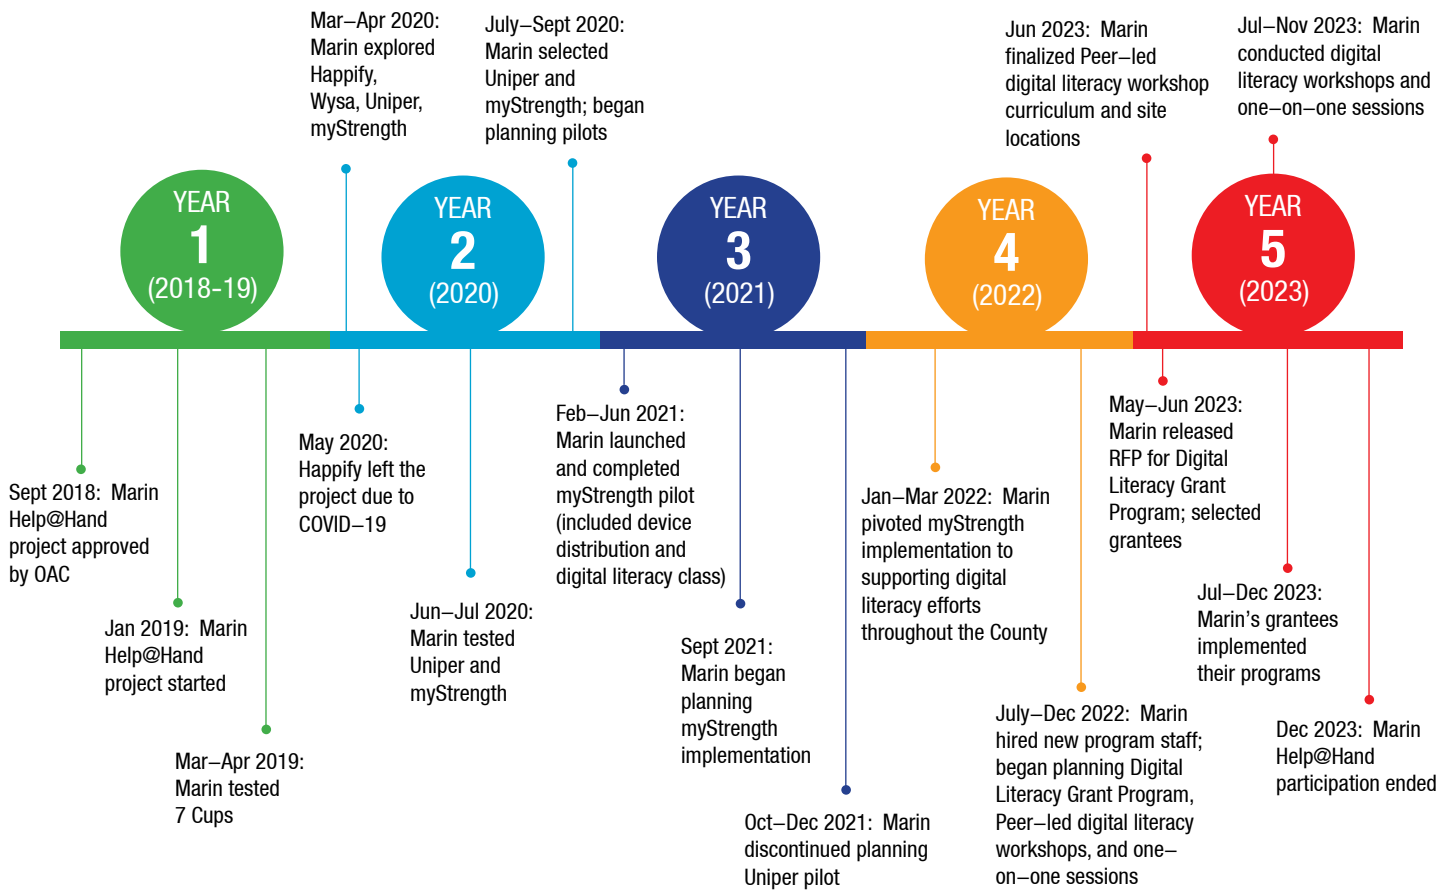 Mar–Apr 2020:
Marin explored
Happify,
Wysa, Uniper,
myStrength
July–Sept 2020:
Marin selected
Uniper and
myStrength; began
planning pilots
Jun 2023:  Marin
finalized Peer–led
digital literacy workshop
curriculum and site
locations
Jul–Nov 2023:  Marin
conducted digital
literacy workshops and
one–on–one sessions
YEAR
1
(2018-19)
YEAR
2
(2020)
YEAR
3
(2021)
YEAR
4
(2022)
YEAR
5
(2023)
Sept 2018:  Marin
Help@Hand
project approved
by OAC
Jan 2019:  Marin
Help@Hand
project started
Mar–Apr 2019:
Marin tested
7 Cups
May 2020:
Happify left the
project due to
COVID–19
Jun–Jul 2020:
Marin tested
Uniper and
myStrength
Feb–Jun 2021:
Marin launched
and completed
myStrength pilot
(included device
distribution and
digital literacy class)
Sept 2021:
Marin began
planning
myStrength
implementation
Oct–Dec 2021:  Marin
discontinued planning
Uniper pilot
Jan–Mar 2022:  Marin
pivoted myStrength
implementation to
supporting digital
literacy efforts
throughout the County
July–Dec 2022:  Marin
hired new program staff;
began planning Digital
Literacy Grant Program,
Peer–led digital literacy
workshops, and one–
on–one sessions
May–Jun 2023:
Marin released
RFP for Digital
Literacy Grant
Program; selected
grantees
Jul–Dec 2023:
Marin's grantees
implemented
their programs
Dec 2023:  Marin
Help@Hand
participation ended